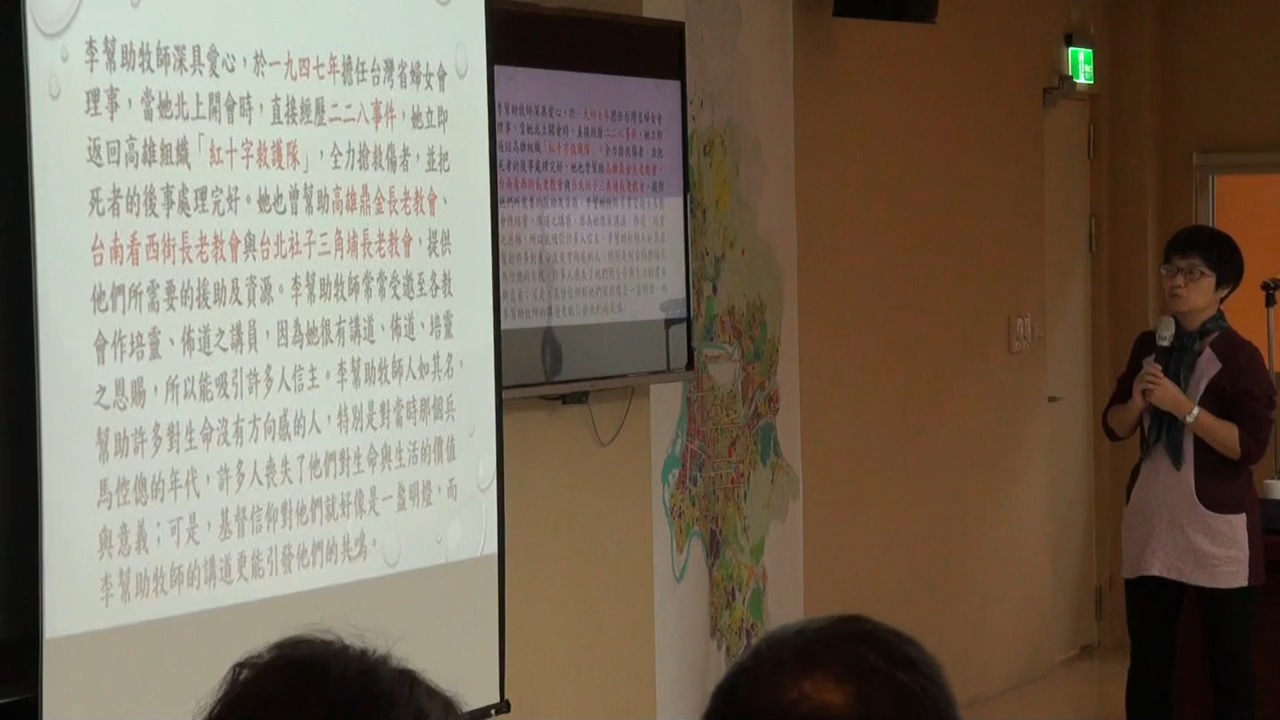 李幫助牧師深具愛心，於一九四七年擔任台灣省婦女會
理事，當她北上開會時，直接經歷二二八事件，她立即
返回高雄組織「紅十字救護隊」，全力搶救傷者，並把
死者的後事處理完好。她也曾幫助高雄鼎金長老教會、
台南看西街長老教會與台北社子三角埔長老教會，提供
他們所需要的援助及資源。李幫助牧師常常受邀至各教
會作培靈、佈道之講員，因為她很有講道、佈道、培靈
之恩賜，所以能吸引許多人信主。李幫助牧師人如其名，
幫助許多對生命沒有方向感的人，特別是對當時那個兵
馬倥傯的年代，許多人喪失了他們對生命與生活的價值
與意義；可是，基督信仰對他們就好像是一盞明燈，而
李幫助牧師的講道更能引發他們的共鳴。